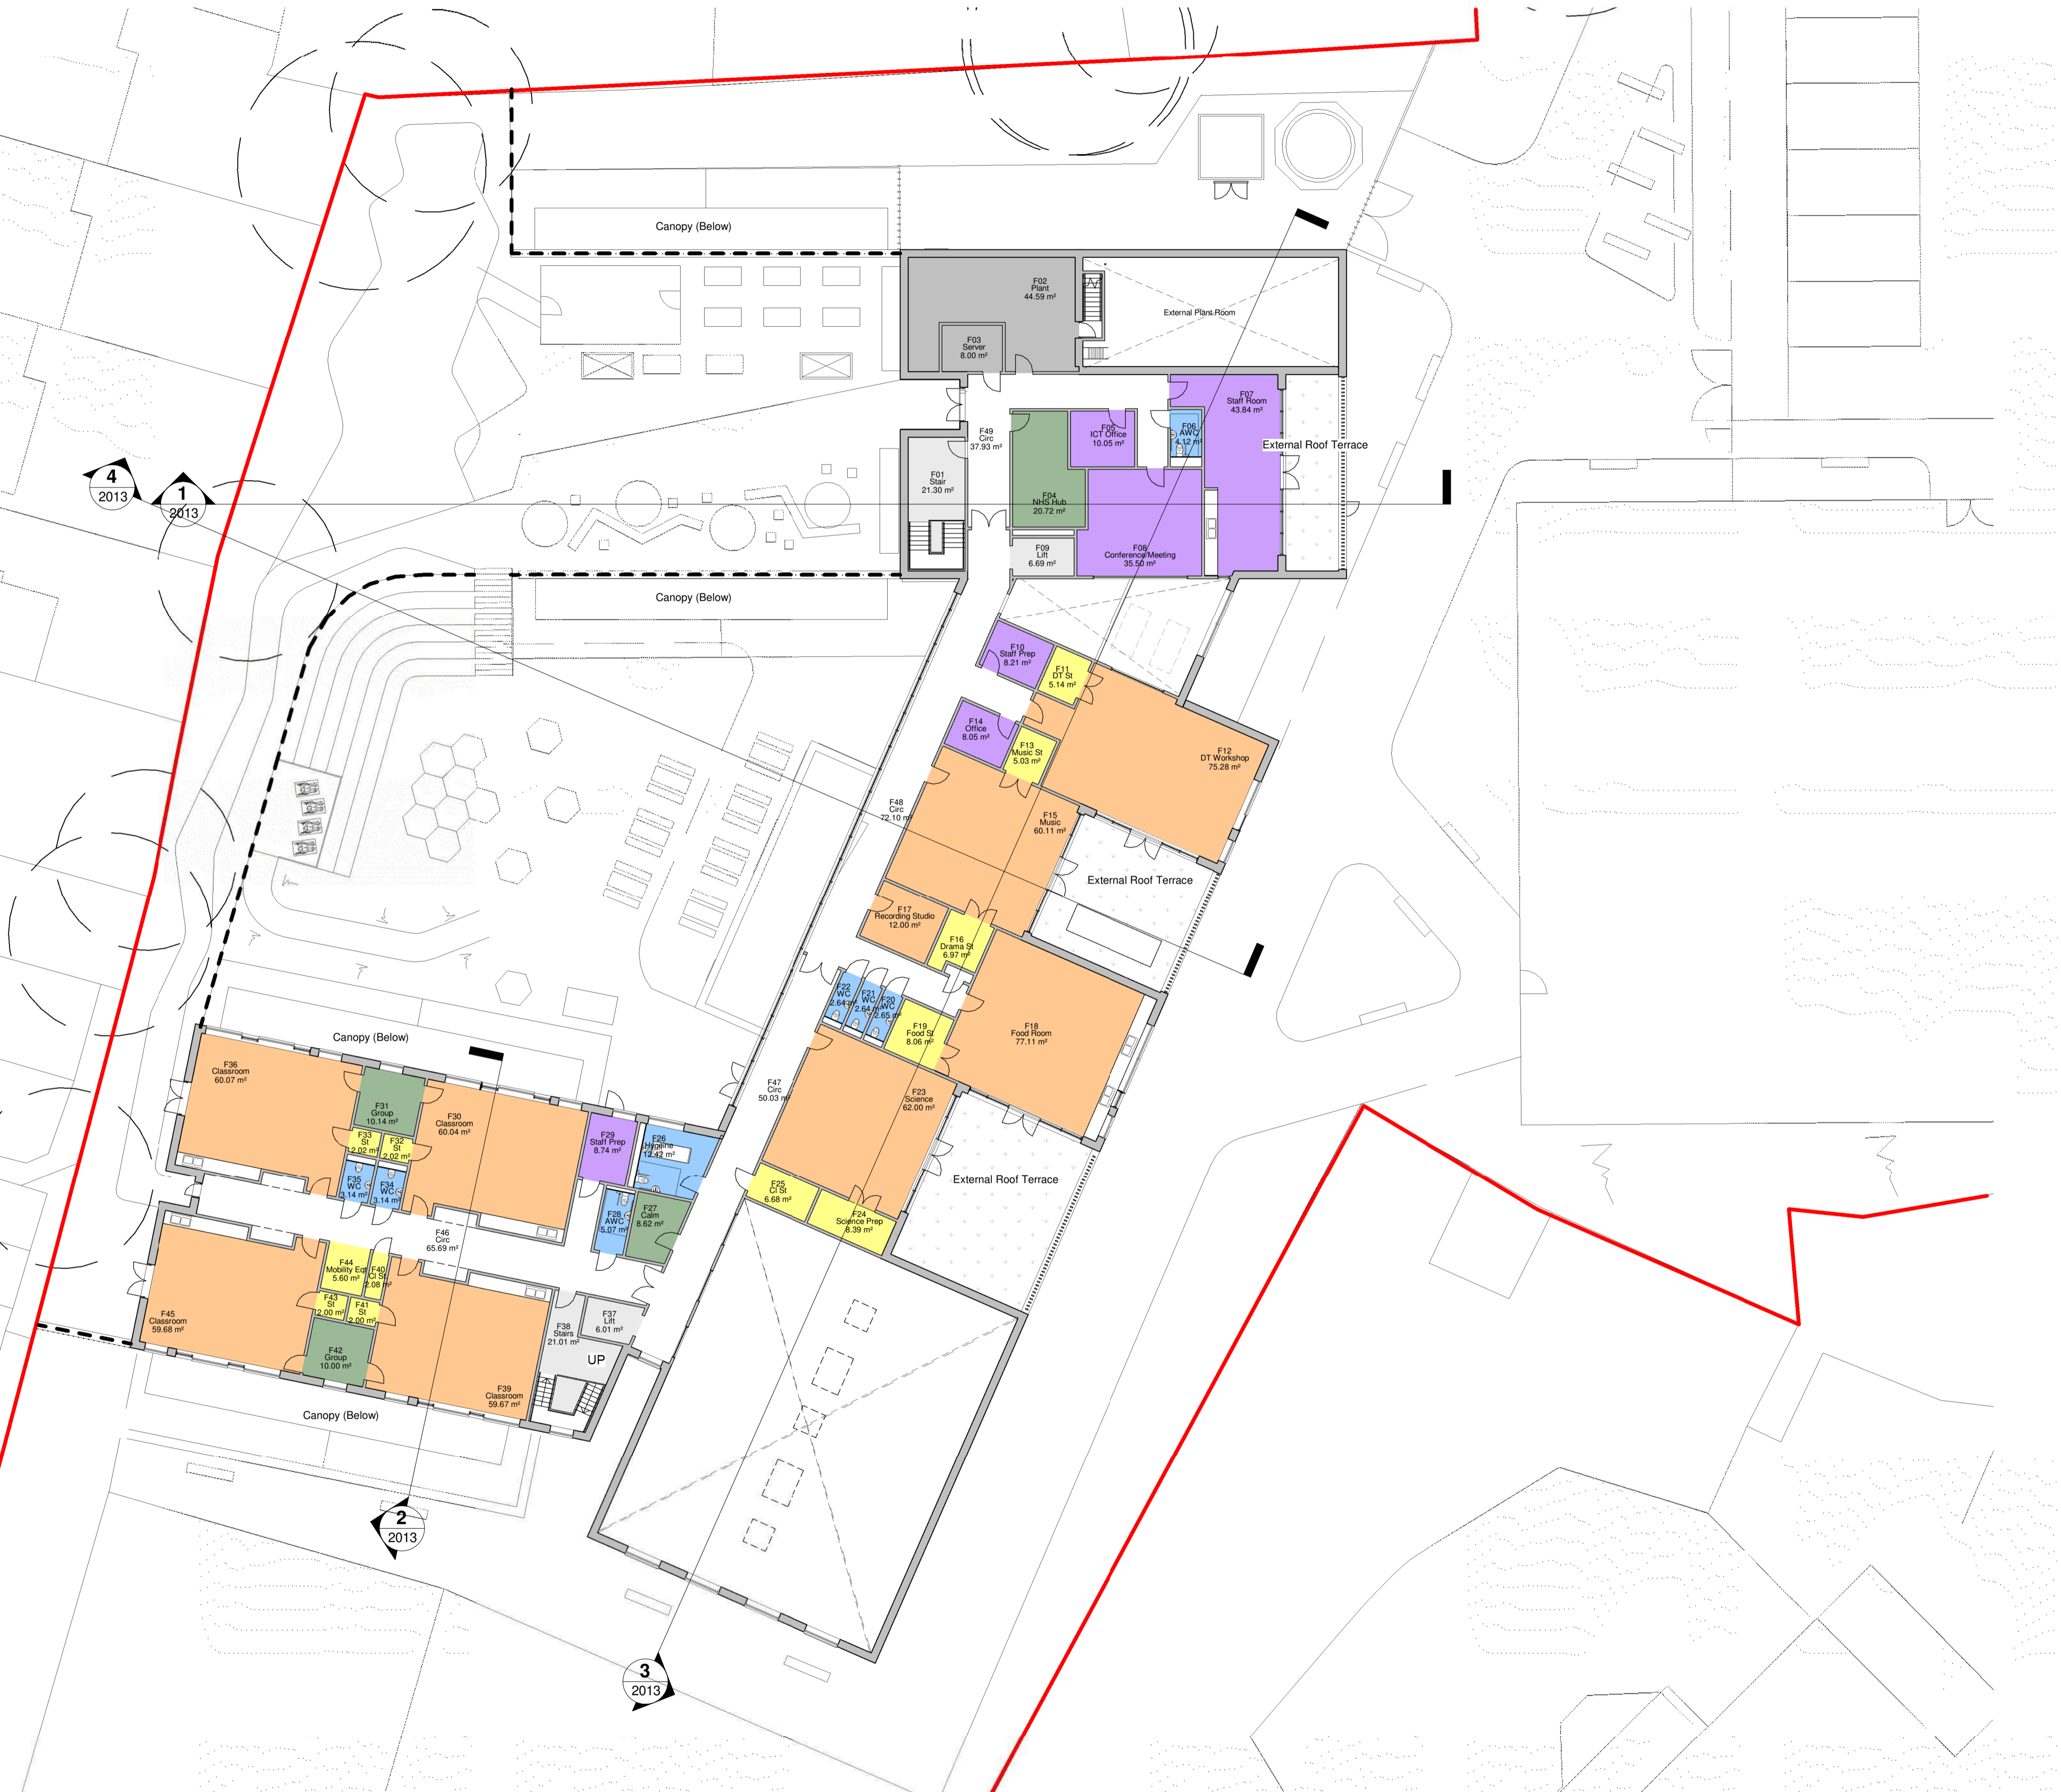 Canopy (Below)
F02
Plant
44.59 m²
External Plant Room
F03
Server
8.00 m²
F07
Staff Room
43.84 m²
F05
ICT Office
10.05 m²
F06
AWC
4.12 m²
F49
Circ
37.93 m²
External Roof Terrace
F01
Stair
21.30 m²
F04
NHS Hub
20.72 m²
4
2013
1
2013
F09
Lift
6.69 m²
F08
Conference/Meeting
35.50 m²
Canopy (Below)
F10
Staff Prep
8.21 m²
F11
DT St
5.14 m²
F14
Office
8.05 m²
F13
Music St
5.03 m²
F12
DT Workshop
75.28 m²
F48
Circ
72.10 m²
F15
Music
60.11 m²
External Roof Terrace
F17
Recording Studio
12.00 m²
F16
Drama St
6.97 m²
F22
WC
2.64 m²
F21
WC
2.64 m²
F20
WC
2.65 m²
F19
Food St
8.06 m²
F18
Food Room
77.11 m²
Canopy (Below)
F36
Classroom
60.07 m²
F31
Group
10.14 m²
F30
Classroom
60.04 m²
F47
Circ
50.03 m²
F23
Science
62.00 m²
F33
St
2.02 m²
F32
St
2.02 m²
F29
Staff Prep
8.74 m²
F26
Hygiene
12.42 m²
F35
WC
3.14 m²
F34
WC
3.14 m²
External Roof Terrace
F25
Cl St
6.68 m²
F28
AWC
5.07 m²
F27
Calm
8.62 m²
F24
Science Prep
8.39 m²
F46
Circ
65.69 m²
F44
Mobility Eqt
5.60 m²
F40
Cl St
2.08 m²
F43
St
2.00 m²
F41
St
2.00 m²
F45
Classroom
59.68 m²
F38
Stairs
21.01 m²
F37
Lift
6.01 m²
UP
F42
Group
10.00 m²
F39
Classroom
59.67 m²
Canopy (Below)
2
2013
3
2013